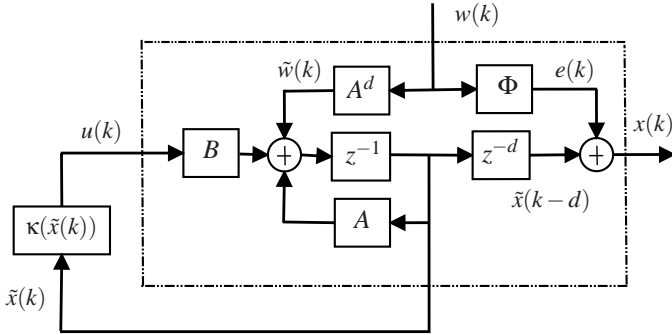 w(k)
w̃(k)
A^d
Φ
e(k)
x(k)
u(k)
B
+
z^{-1}
z^{-d}
+
x̃(k−d)
A
κ(x̃(k))
x̃(k)